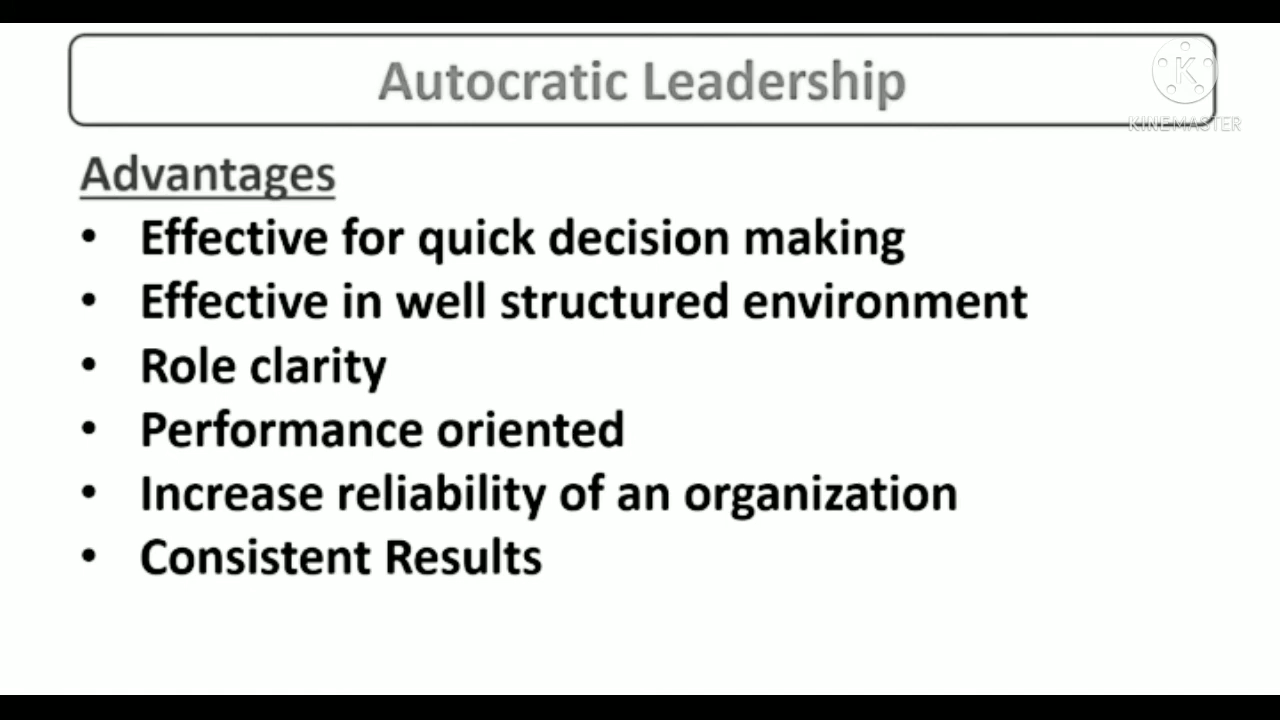 Autocratic Leadership
K
KINEMASTER
Advantages
• Effective for quick decision making
• Effective in well structured environment
• Role clarity
• Performance oriented
• Increase reliability of an organization
• Consistent Results